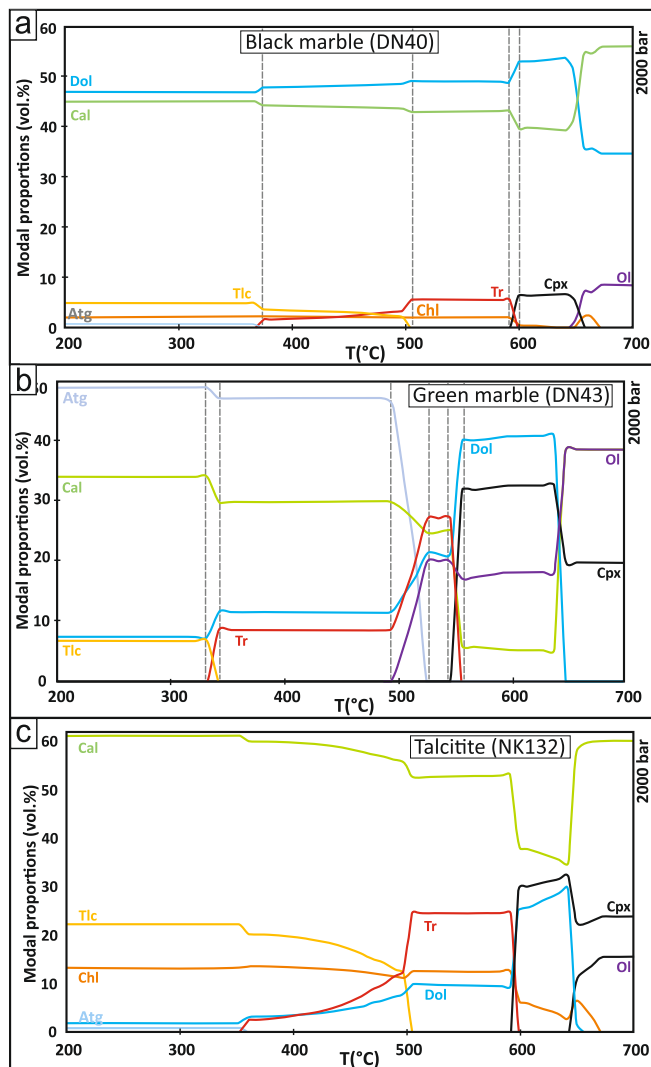 a
60
Black marble (DN40)
2000 bar
50
Dol
Cal
40
Modal proportions (vol.%)
30
20
10
Tlc
Tr
Cpx
Ol
Atg
Chl
0
200
300
400
500
600
700
T(°C)
b
50
Atg
Green marble (DN43)
2000 bar
40
Dol
Ol
Cal
Modal proportions (vol.%)
30
20
Cpx
10
Tlc
Tr
0
200
300
400
500
600
700
T(°C)
c
60
Cal
Talcitite (NK132)
2000 bar
50
40
Modal proportions (vol.%)
30
Cpx
Tlc
Tr
20
Chl
Ol
10
Dol
Atg
0
200
300
400
500
600
700
T(°C)